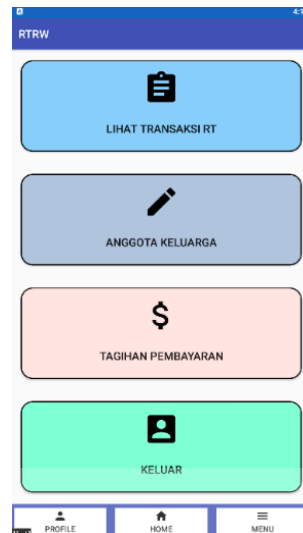 RTRW
LIHAT TRANSAKSI RT
ANGGOTA KELUARGA
TAGIHAN PEMBAYARAN
KELUAR
PROFILE
HOME
MENU